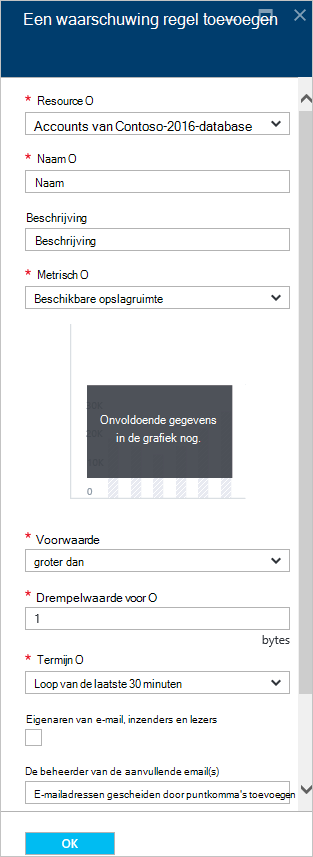 Een waarschuwing regel toevoegen
* Resource O
Accounts van Contoso-2016-database
* Naam O
Naam
Beschrijving
Beschrijving
* Metrisch O
Beschikbare opslagruimte
Onvoldoende gegevens
in de grafiek nog.
0
* Voorwaarde
groter dan
* Drempelwaarde voor O
1
bytes
* Termijn O
Loop van de laatste 30 minuten
Eigenaren van e-mail, inzenders en lezers
De beheerder van de aanvullende email(s)
E-mailadressen gescheiden door puntkomma's toevoegen
OK